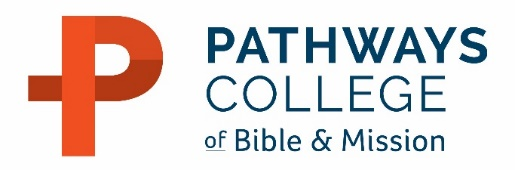 PATHWAYS
COLLEGE
of Bible & Mission